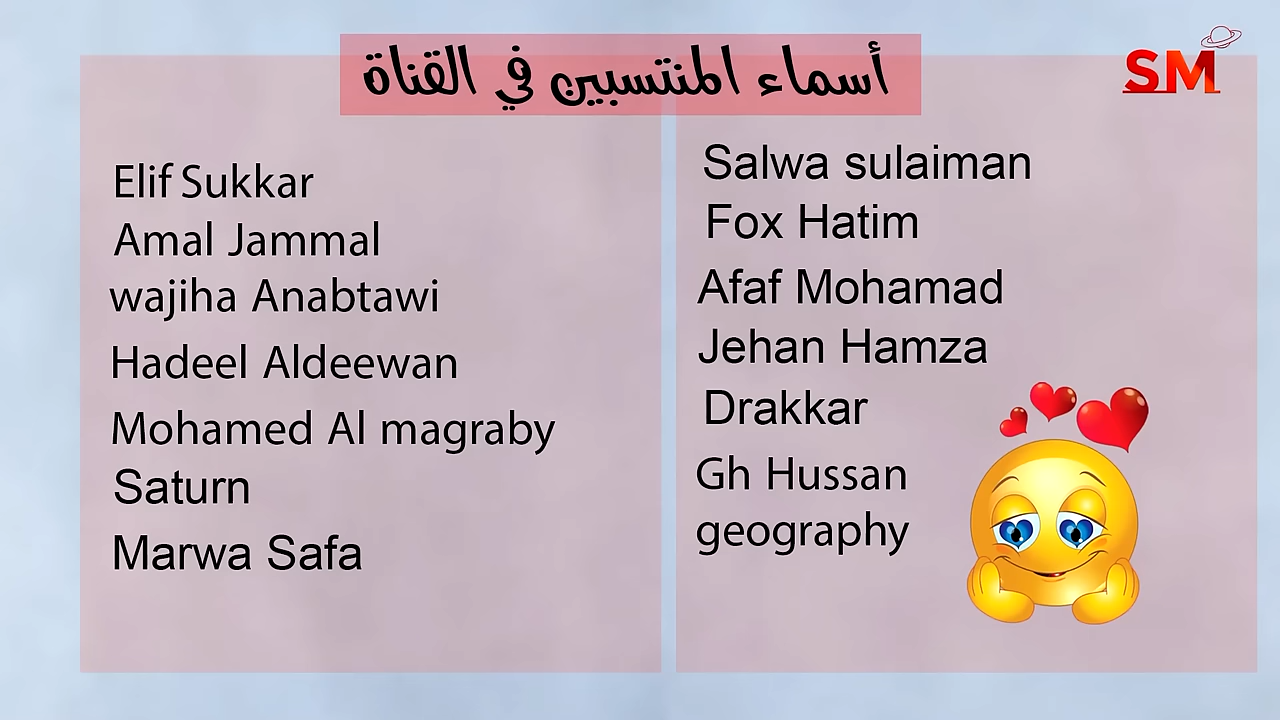 أسماء المنتسبين في القناة
SM
Elif Sukkar
Amal Jammal
wajiha Anabtawi
Hadeel Aldeewan
Mohamed Al magraby
Saturn
Marwa Safa
Salwa sulaiman
Fox Hatim
Afaf Mohamad
Jehan Hamza
Drakkar
Gh Hussan
geography